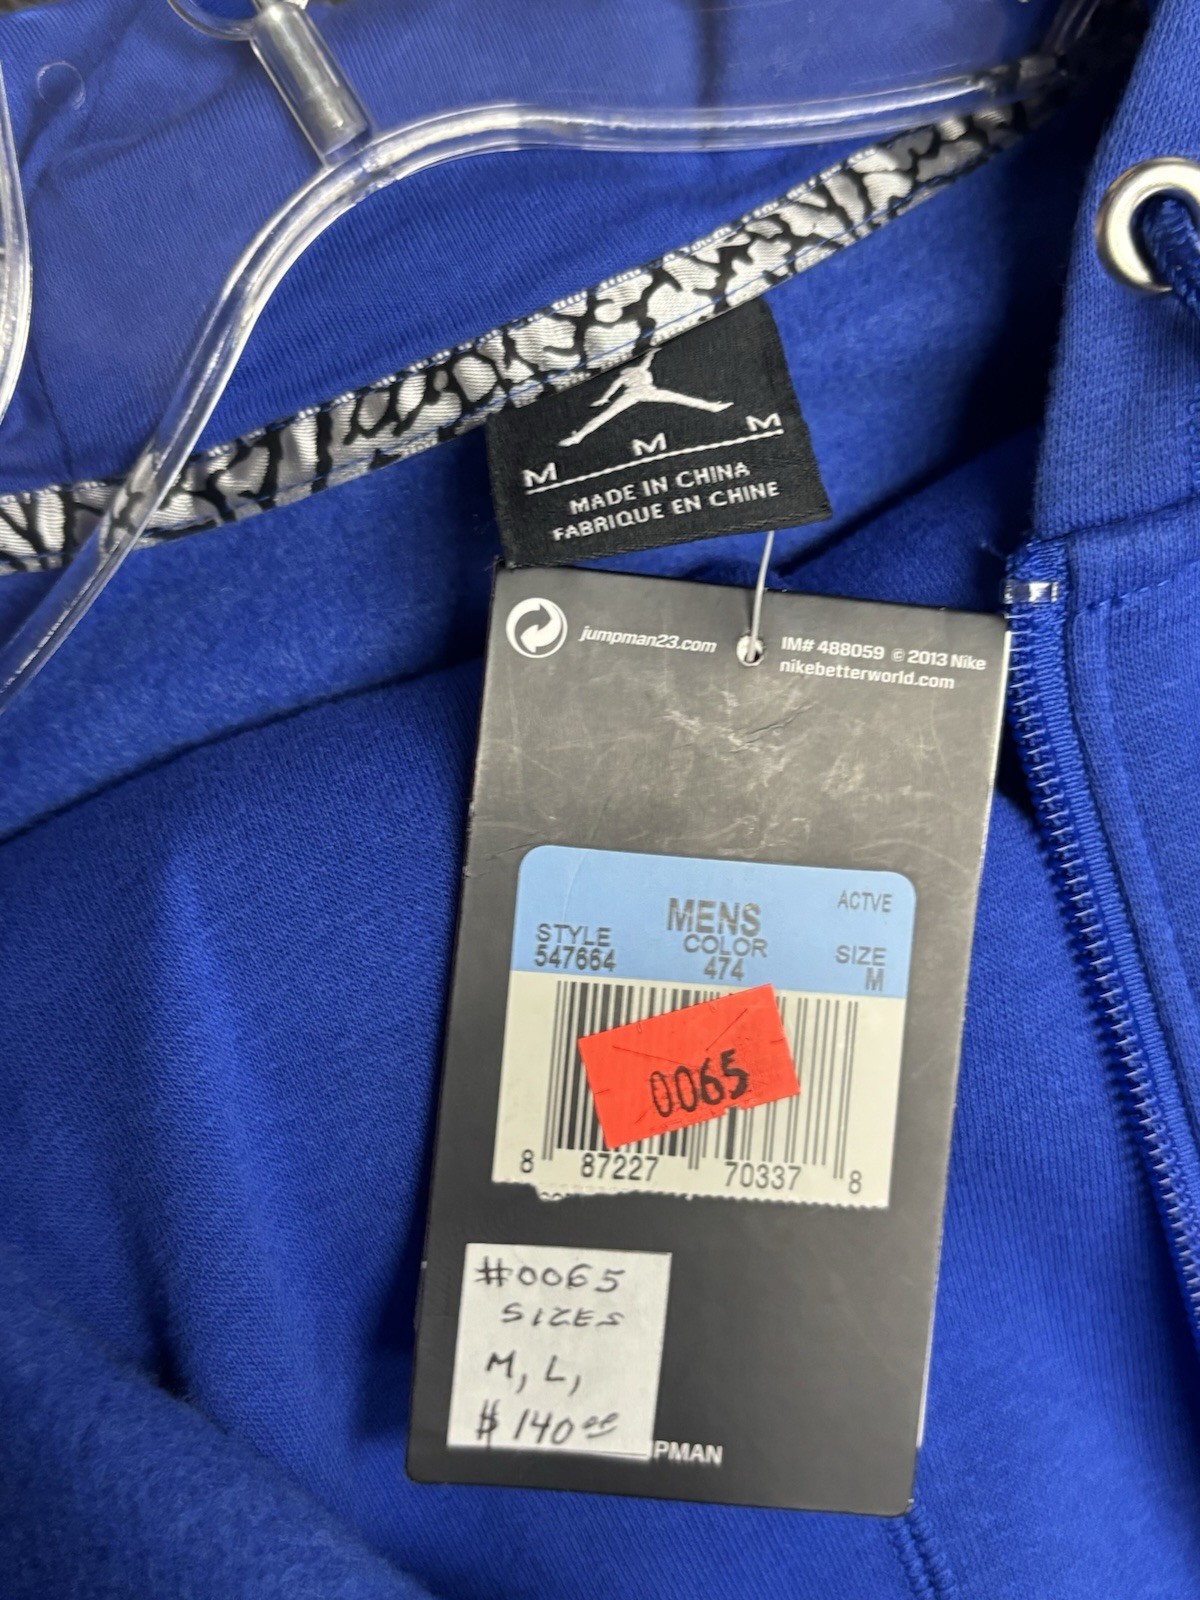 M M M
MADE IN CHINA
FABRIQUE EN CHINE
jumpman23.com
IM# 488059 © 2013 Nike
nikebetterworld.com
ACTVE
MENS
STYLE COLOR SIZE
547664 474 M
0065
8 87227 70337 8
#0065
SIZES
M, L,
$ 140.00
PMAN